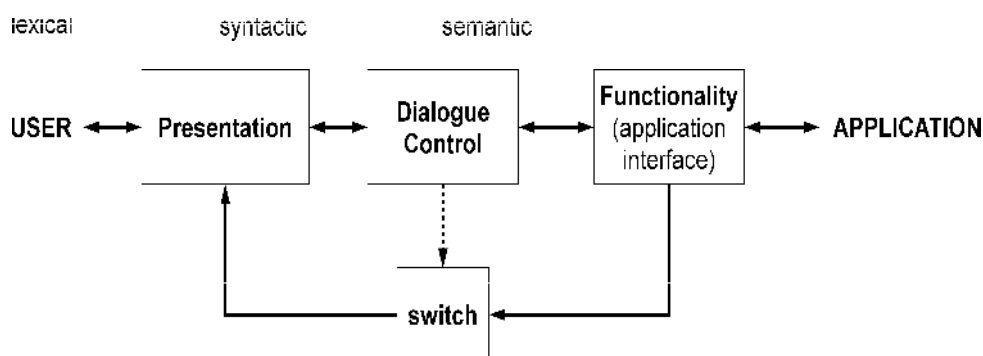 lexical syntactic semantic
USER Presentation Dialogue Control Functionality (application interface) APPLICATION
switch